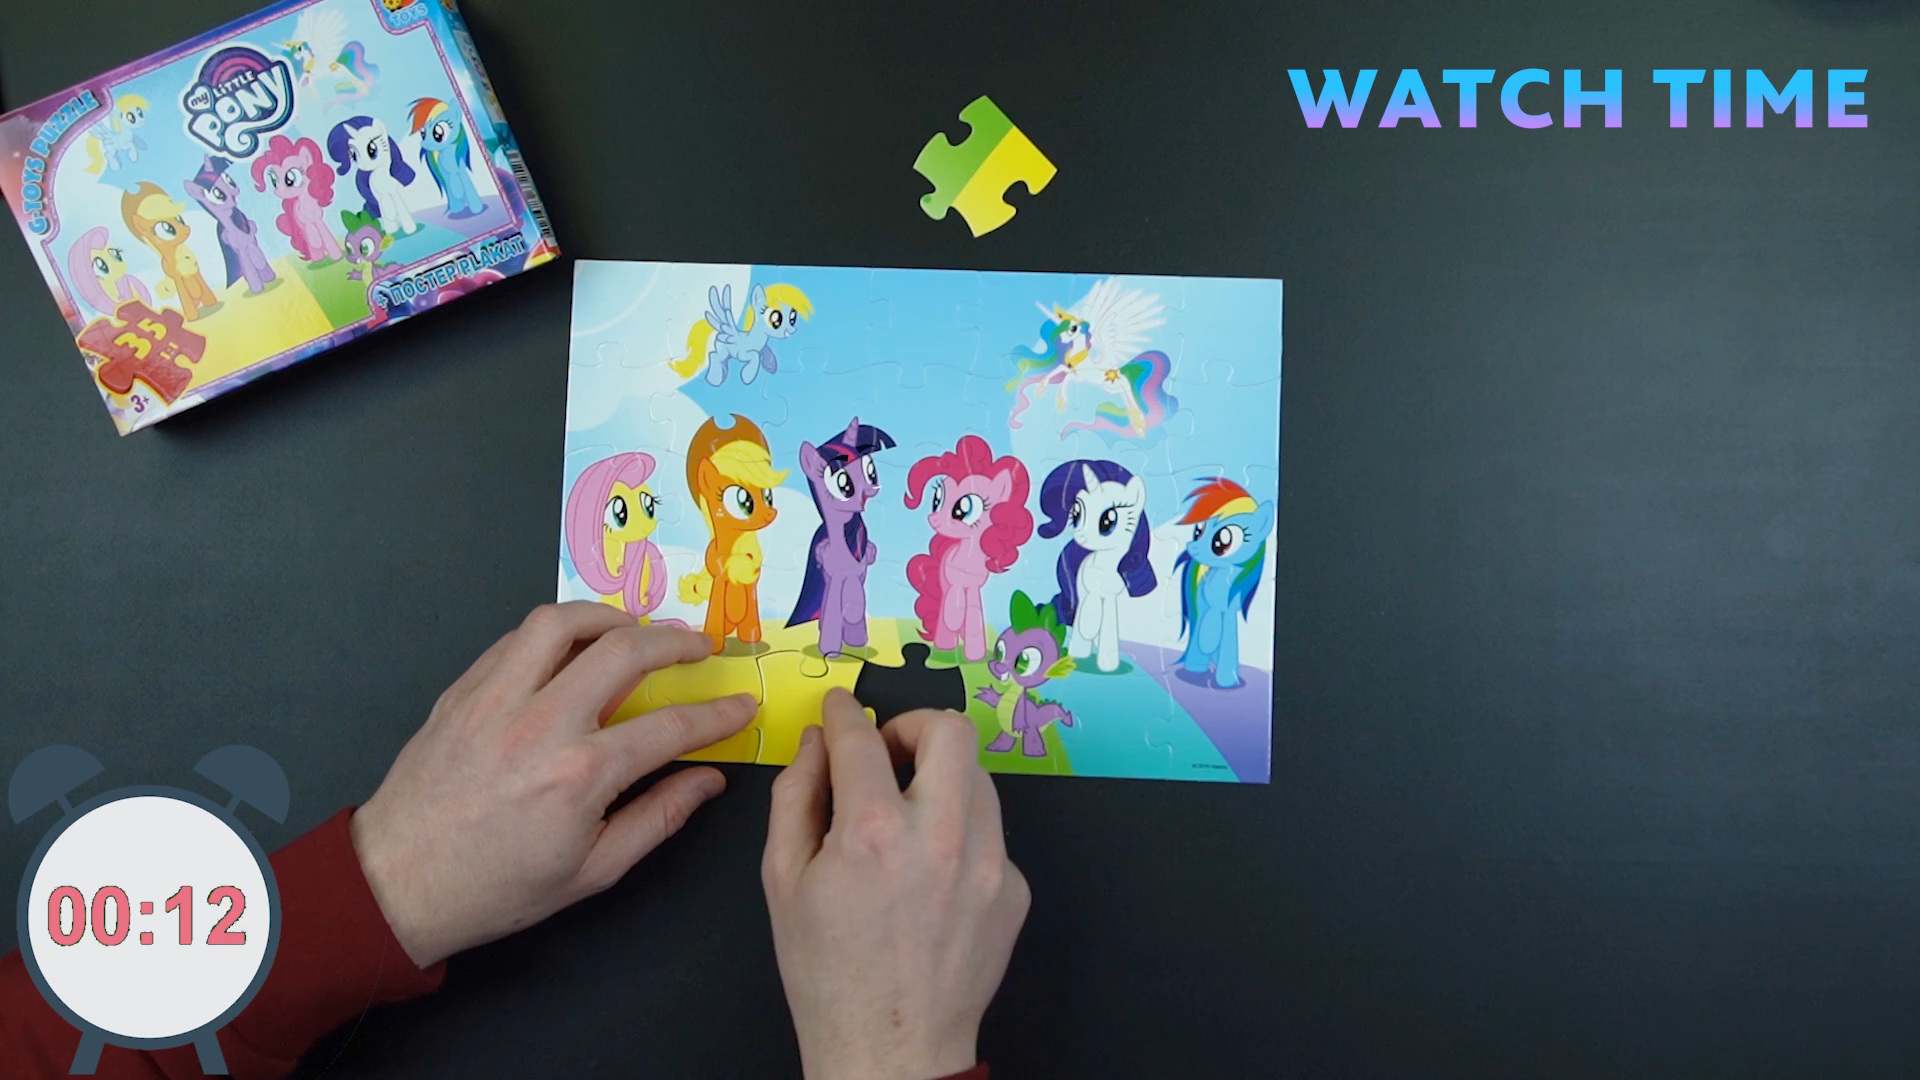 WATCH TIME
TOYS
my LITTLE
PONY
G-TOYS PUZZLE
+ ПОСТЕР PLAKAT
35
3+
00:12